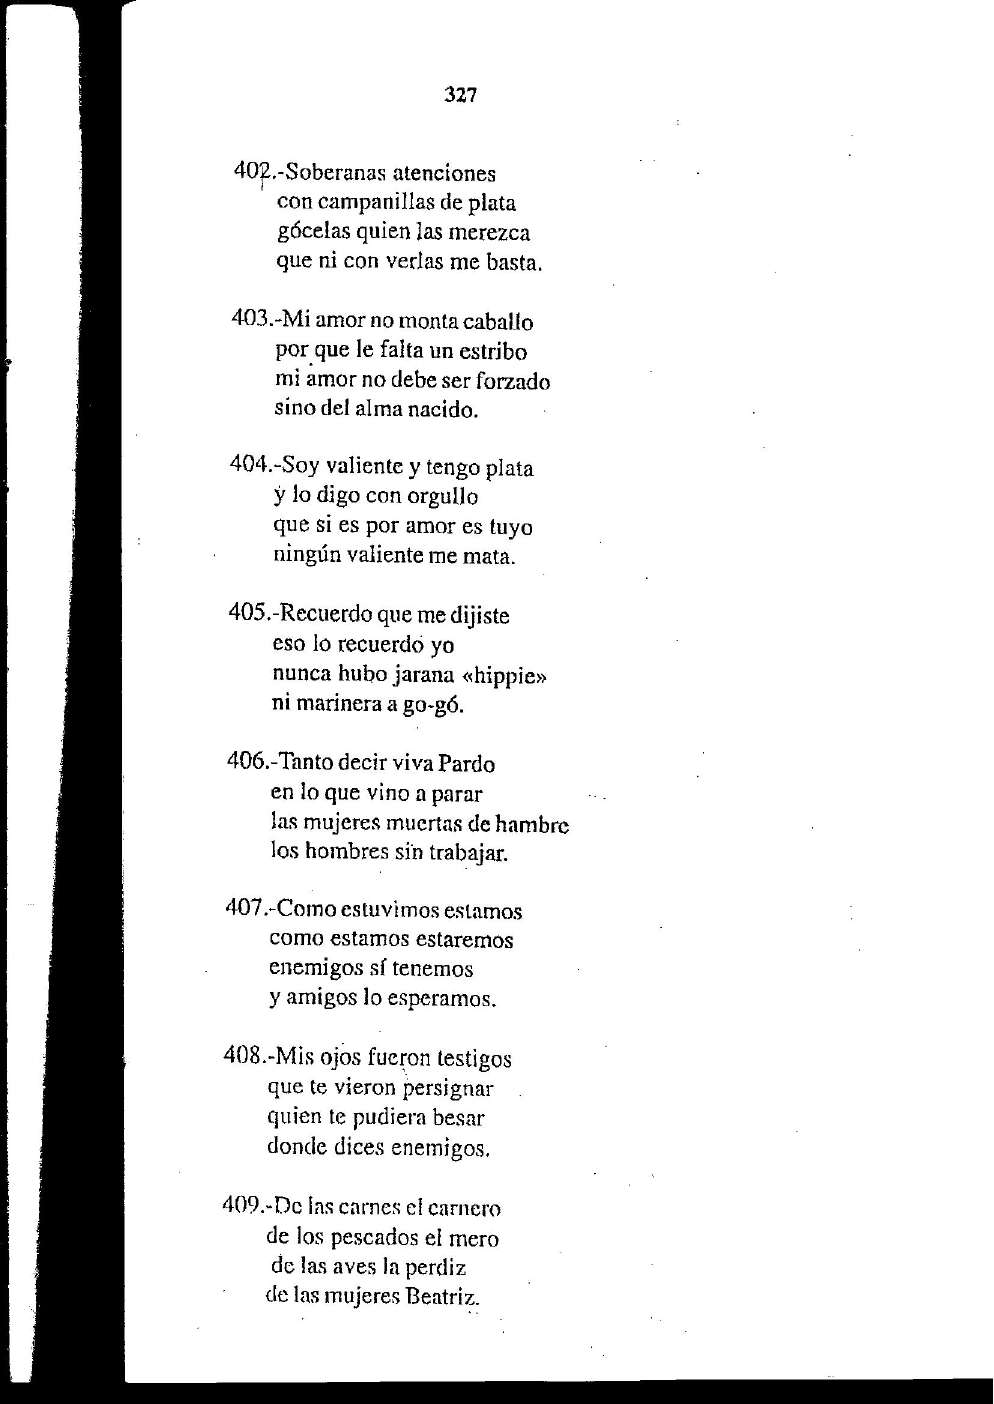 327
402.-Soberanas atenciones
con campanillas de plata
gócelas quien las merezca
que ni con verlas me basta.
403.-Mi amor no monta caballo
por que le falta un estribo
mi amor no debe ser forzado
sino del alma nacido.
404.-Soy valiente y tengo plata
y lo digo con orgullo
que si es por amor es tuyo
ningún valiente me mata.
405.-Recuerdo que me dijiste
eso lo recuerdo yo
nunca hubo jarana «hippie»
ni marinera a go-gó.
406.-Tanto decir viva Pardo
en lo que vino a parar
las mujeres muertas de hambre
los hombres sin trabajar.
407.-Como estuvimos estamos
como estamos estaremos
enemigos sí tenemos
y amigos lo esperamos.
408.-Mis ojos fueron testigos
que te vieron persignar
quien te pudiera besar
donde dices enemigos.
409.-De las carnes el carnero
de los pescados el mero
de las aves la perdiz
de las mujeres Beatriz.